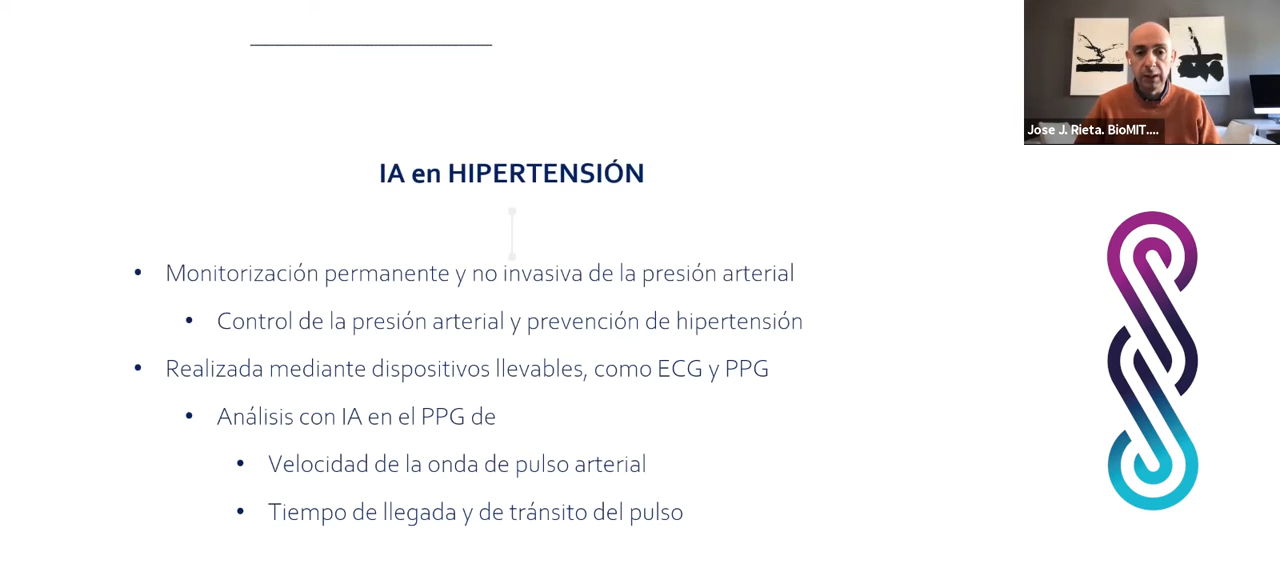 IA en HIPERTENSIÓN
• Monitorización permanente y no invasiva de la presión arterial
• Control de la presión arterial y prevención de hipertensión
• Realizada mediante dispositivos llevables, como ECG y PPG
• Análisis con IA en el PPG de
• Velocidad de la onda de pulso arterial
• Tiempo de llegada y de tránsito del pulso
Jose J. Rieta. BioMIT....